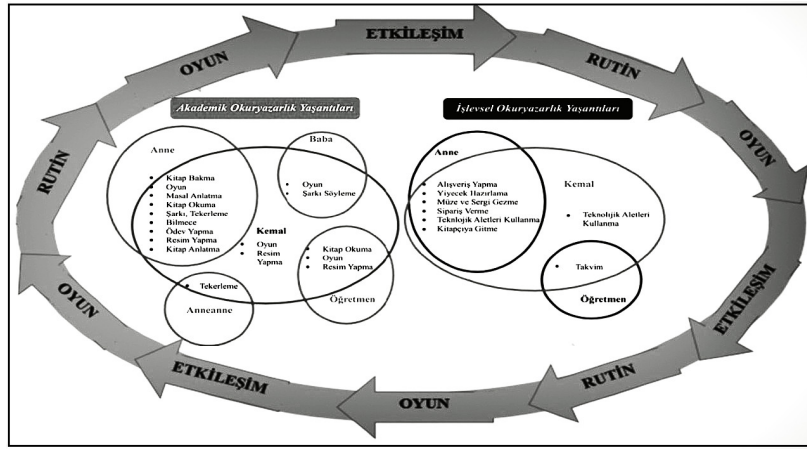 ETKİLEŞİM
RUTİN
OYUN
ETKİLEŞİM
RUTİN
OYUN
ETKİLEŞİM
OYUN
RUTİN
OYUN
Akademik Okuryazarlık Yaşantıları
Anne
Kitap Bakma
Oyun
Masal Anlatma
Kitap Okuma
Şarkı, Tekerleme
Bilmece
Ödev Yapma
Resim Yapma
Kitap Anlatma
Baba
Oyun
Şarkı Söyleme
Kemal
Oyun
Resim
Yapma
Kitap Okuma
Oyun
Resim Yapma
Öğretmen
Tekerleme
Anneanne
İşlevsel Okuryazarlık Yaşantıları
Anne
Alışveriş Yapma
Yiyecek Hazırlama
Müze ve Sergi Gezme
Sipariş Verme
Teknlojik Aletleri Kullanma
Kitapçıya Gitme
Kemal
Teknolijik Aletleri
Kullanma
Takvim
Öğretmen